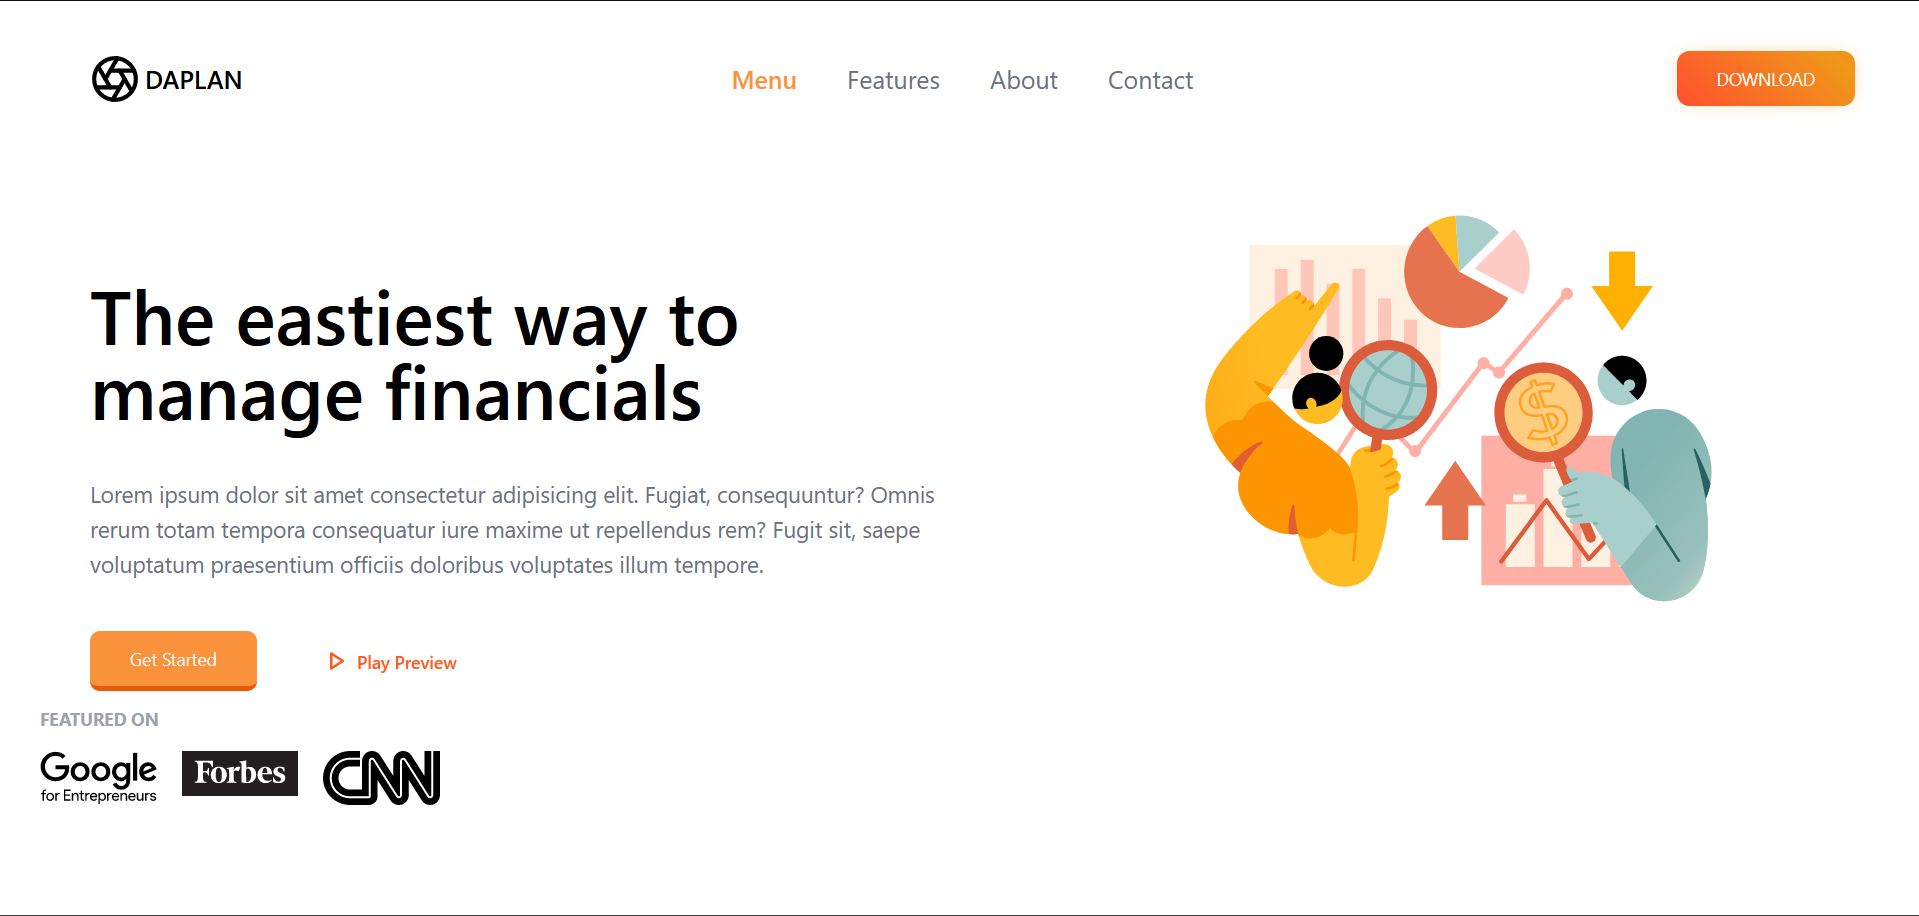 DAPLAN
Menu
Features
About
Contact
DOWNLOAD
The eastiest way to
manage financials
Lorem ipsum dolor sit amet consectetur adipisicing elit. Fugiat, consequuntur? Omnis
rerum totam tempora consequatur iure maxime ut repellendus rem? Fugit sit, saepe
voluptatum praesentium officiis doloribus voluptates illum tempore.
Get Started
Play Preview
FEATURED ON
Google
for Entrepreneurs
Forbes
CNN
$